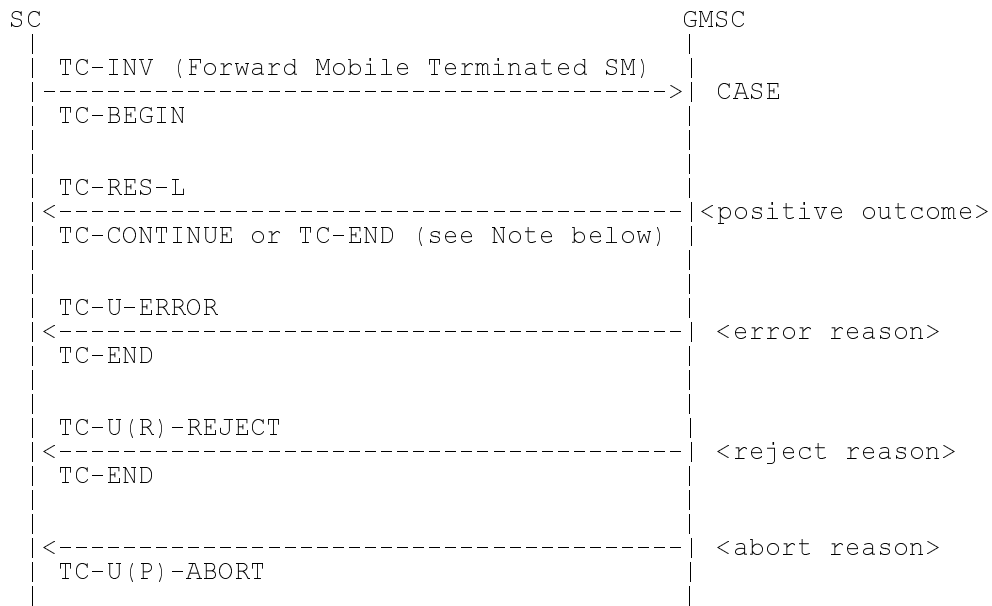 SC GMSC
TC-INV (Forward Mobile Terminated SM)
CASE
TC-BEGIN
TC-RES-L
<positive outcome>
TC-CONTINUE or TC-END (see Note below)
TC-U-ERROR
<error reason>
TC-END
TC-U(R)-REJECT
<reject reason>
TC-END
<abort reason>
TC-U(P)-ABORT